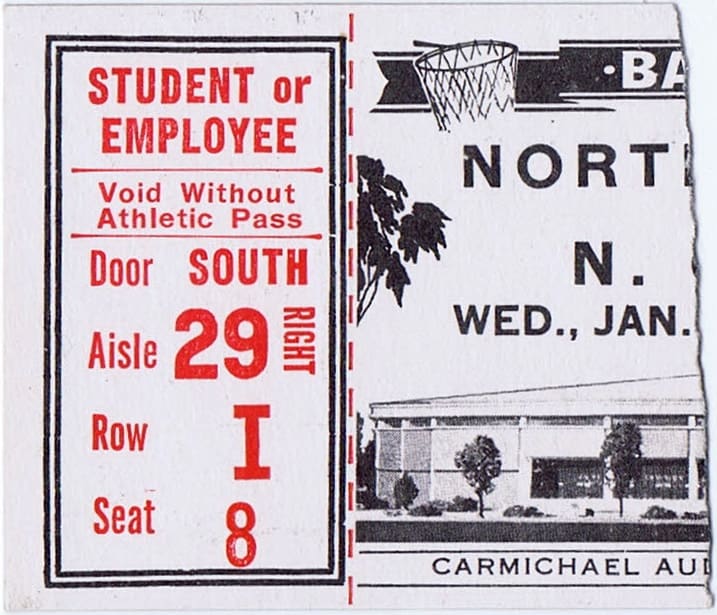 STUDENT or
EMPLOYEE
Void Without
Athletic Pass
Door SOUTH
Aisle 29 RIGHT
Row I
Seat 8
·BA
NORT
N.
WED., JAN.
CARMICHAEL AU